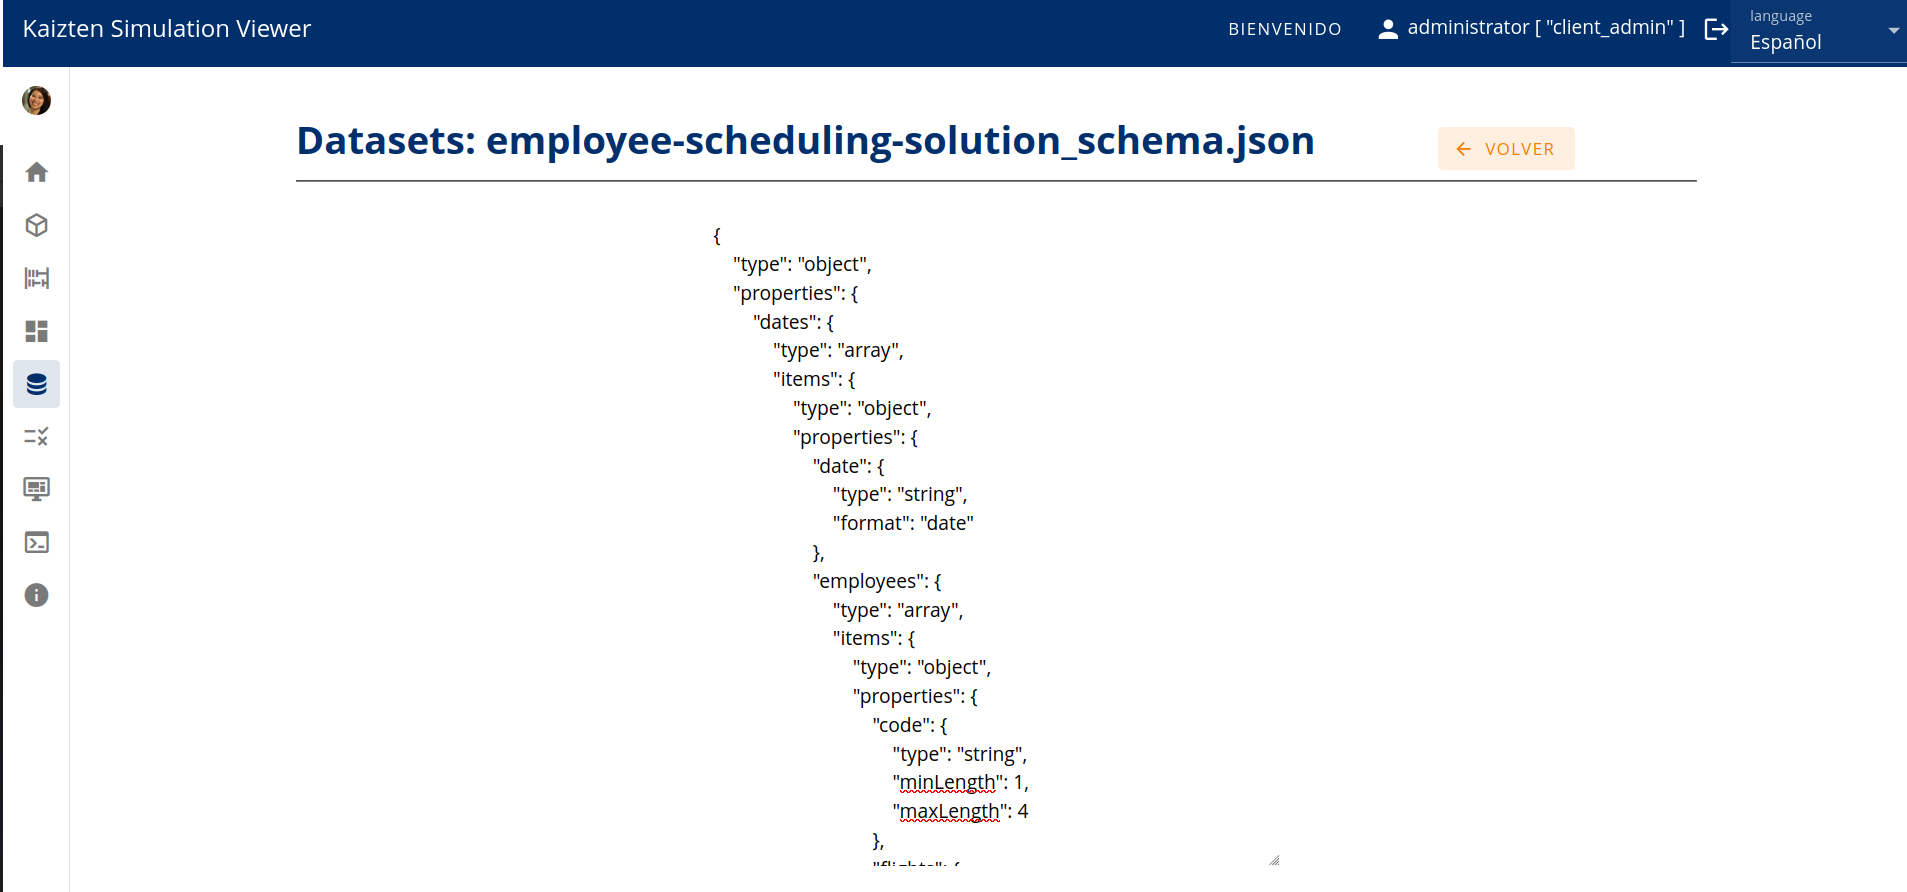 Kaizten Simulation Viewer
BIENVENIDO
administrator [ "client_admin" ]
language
Español
Datasets: employee-scheduling-solution_schema.json
VOLVER
{
"type": "object",
"properties": {
"dates": {
"type": "array",
"items": {
"type": "object",
"properties": {
"date": {
"type": "string",
"format": "date"
},
"employees": {
"type": "array",
"items": {
"type": "object",
"properties": {
"code": {
"type": "string",
"minLength": 1,
"maxLength": 4
},
"flights": {